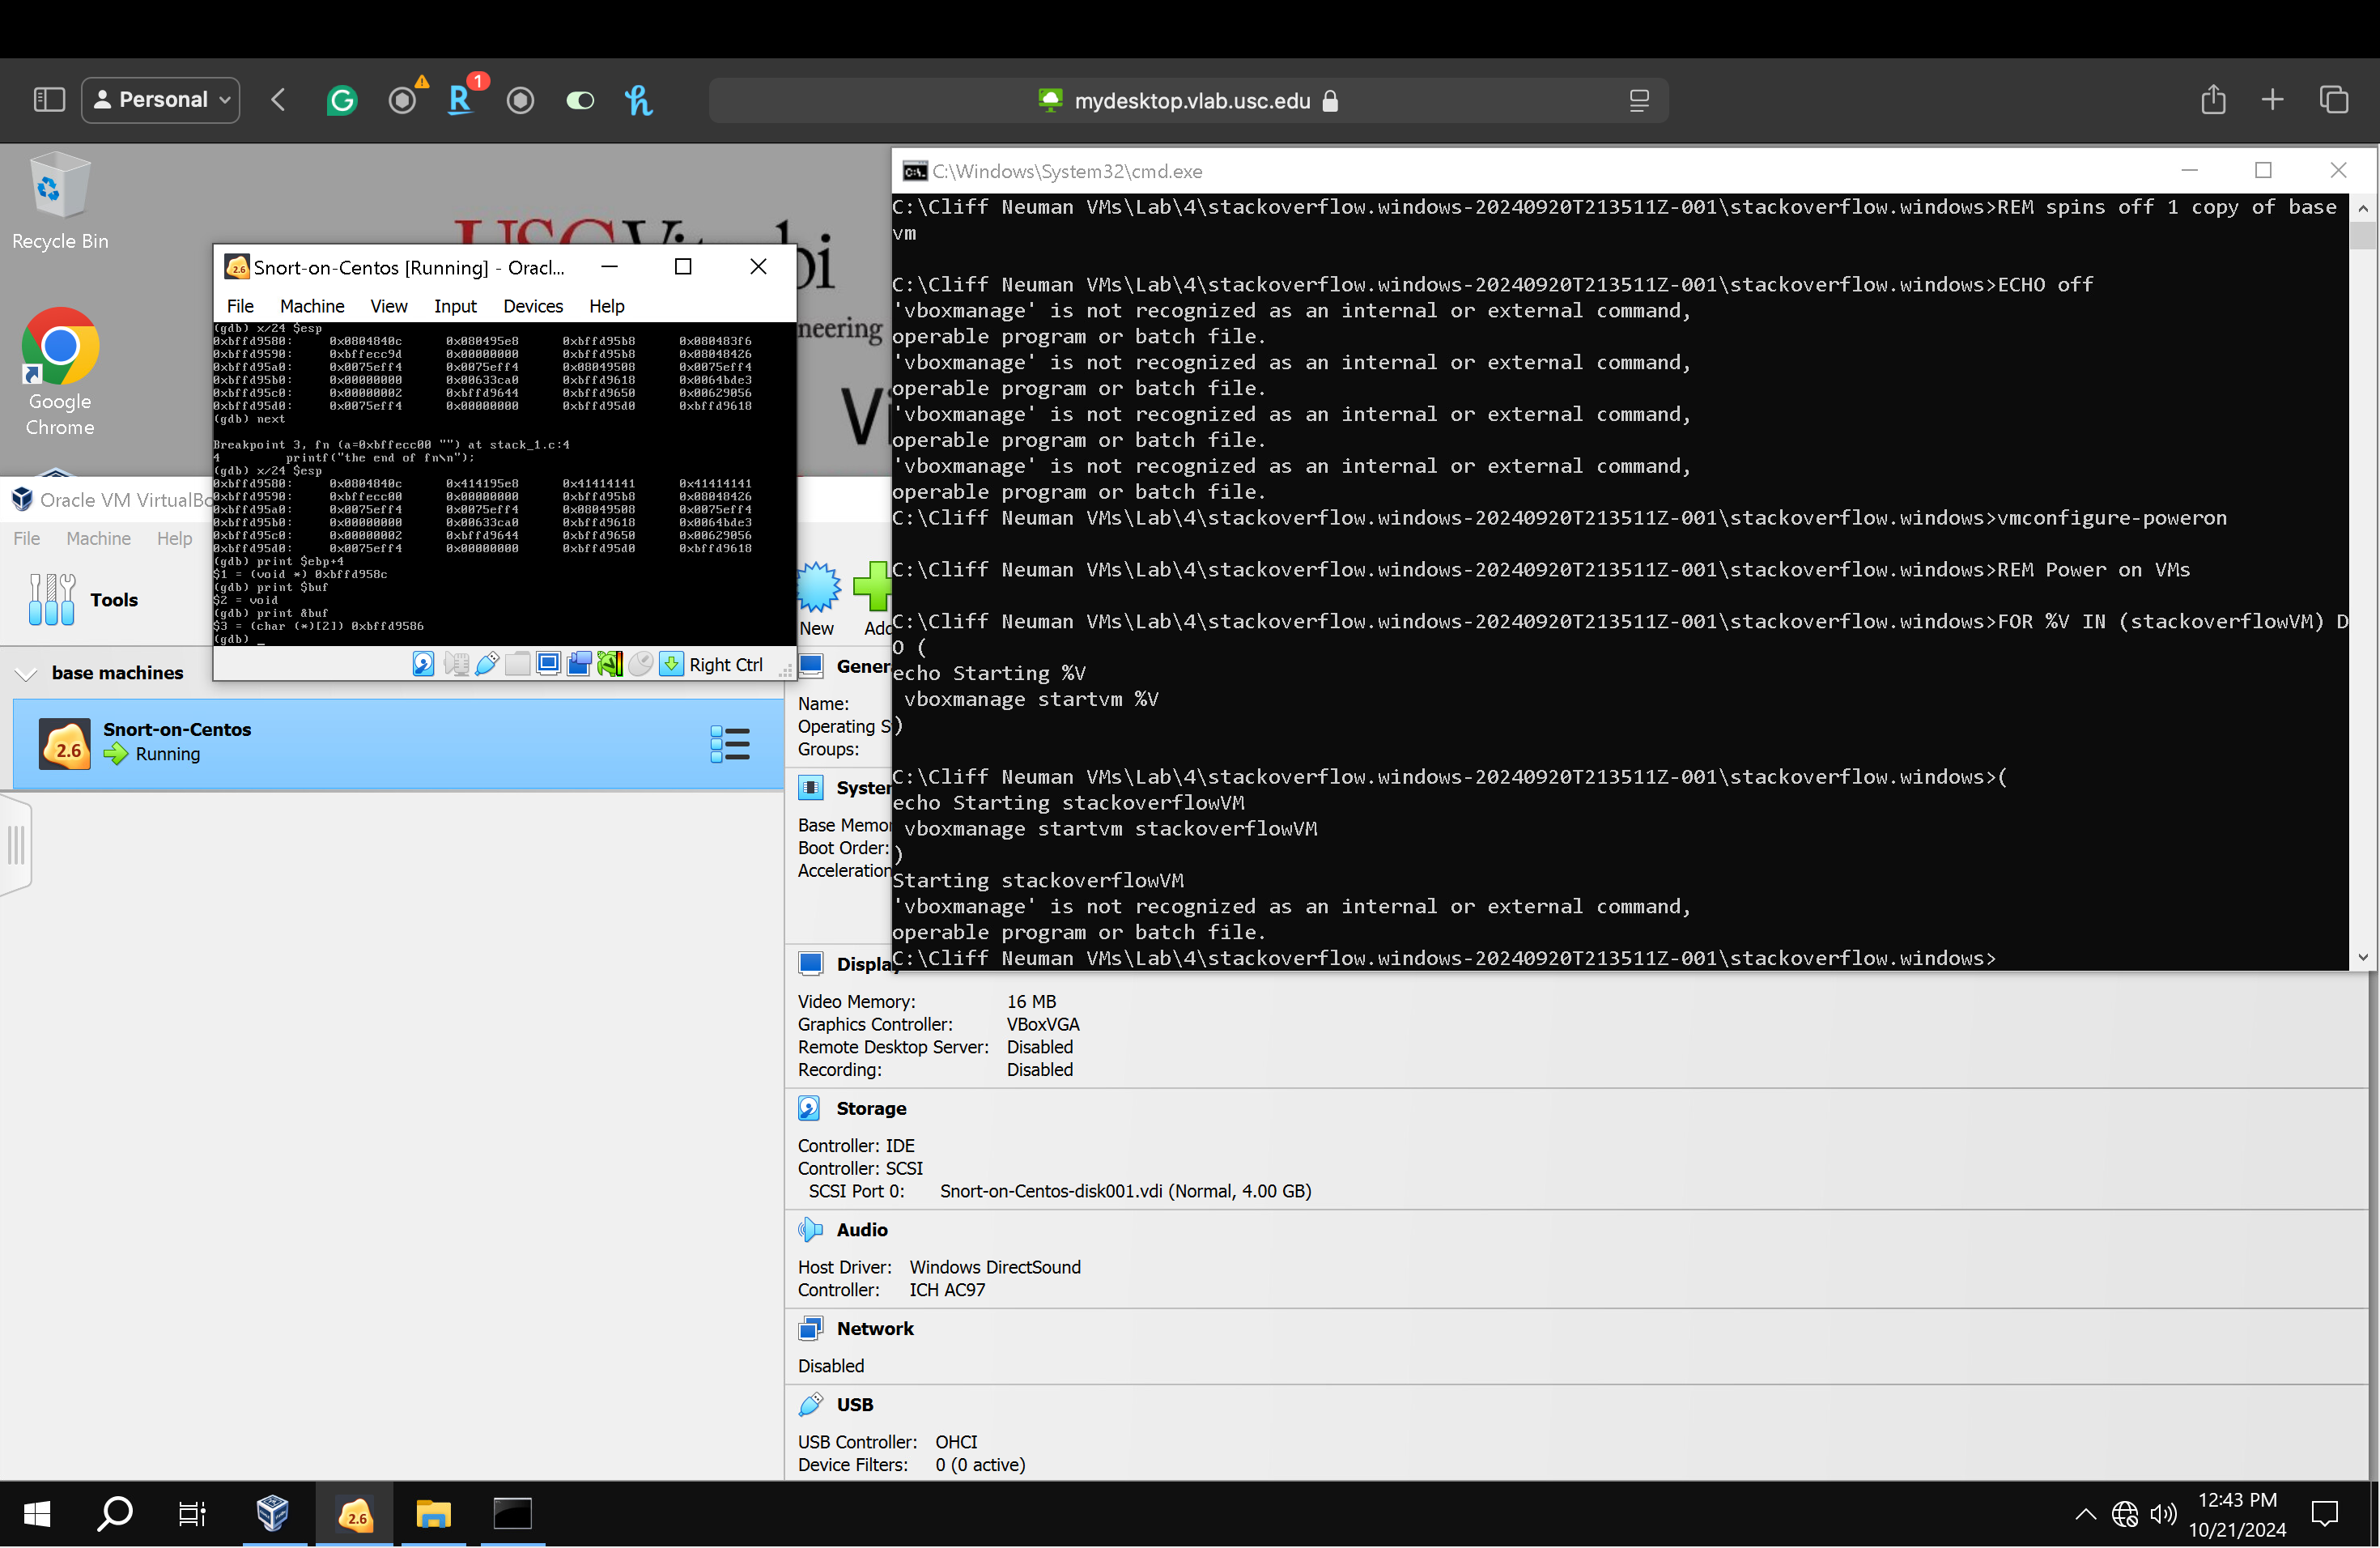 Personal
1
mydesktop.vlab.usc.edu
Recycle Bin
Google
Chrome
neering
Snort-on-Centos [Running] - Oracl...
File Machine View Input Devices Help
(gdb) x/24 $esp
0xbffd9580: 0x0804840c 0x080495e8 0xbffd95b8 0x080483f6
0xbffd9590: 0xbffecc9d 0x00000000 0xbffd95b8 0x08048426
0xbffd95a0: 0x0075eff4 0x0075eff4 0x08049508 0x0075eff4
0xbffd95b0: 0x00000000 0x00633ca0 0xbffd9618 0x0064bde3
0xbffd95c0: 0x00000002 0xbffd9644 0xbffd9650 0x00629056
0xbffd95d0: 0x0075eff4 0x00000000 0xbffd95d0 0xbffd9618
(gdb) next
Breakpoint 3, fn (a=0xbffecc00 "") at stack_1.c:4
4 printf("the end of fn\n");
(gdb) x/24 $esp
0xbffd9580: 0x0804840c 0x414195e8 0x41414141 0x41414141
0xbffd9590: 0xbffecc00 0x00000000 0xbffd95b8 0x08048426
0xbffd95a0: 0x0075eff4 0x0075eff4 0x08049508 0x0075eff4
0xbffd95b0: 0x00000000 0x00633ca0 0xbffd9618 0x0064bde3
0xbffd95c0: 0x00000002 0xbffd9644 0xbffd9650 0x00629056
0xbffd95d0: 0x0075eff4 0x00000000 0xbffd95d0 0xbffd9618
(gdb) print $ebp+4
$1 = (void *) 0xbffd958c
(gdb) print $buf
$2 = void
(gdb) print &buf
$3 = (char (*)[2]) 0xbffd9586
(gdb) _
Right Ctrl
C:\Windows\System32\cmd.exe
C:\Cliff Neuman VMs\Lab\4\stackoverflow.windows-20240920T213511Z-001\stackoverflow.windows>REM spins off 1 copy of base
vm
C:\Cliff Neuman VMs\Lab\4\stackoverflow.windows-20240920T213511Z-001\stackoverflow.windows>ECHO off
'vboxmanage' is not recognized as an internal or external command,
operable program or batch file.
'vboxmanage' is not recognized as an internal or external command,
operable program or batch file.
'vboxmanage' is not recognized as an internal or external command,
operable program or batch file.
'vboxmanage' is not recognized as an internal or external command,
operable program or batch file.
C:\Cliff Neuman VMs\Lab\4\stackoverflow.windows-20240920T213511Z-001\stackoverflow.windows>vmconfigure-poweron
C:\Cliff Neuman VMs\Lab\4\stackoverflow.windows-20240920T213511Z-001\stackoverflow.windows>REM Power on VMs
C:\Cliff Neuman VMs\Lab\4\stackoverflow.windows-20240920T213511Z-001\stackoverflow.windows>FOR %V IN (stackoverflowVM) D
O (
echo Starting %V
vboxmanage startvm %V
)
C:\Cliff Neuman VMs\Lab\4\stackoverflow.windows-20240920T213511Z-001\stackoverflow.windows>(
echo Starting stackoverflowVM
vboxmanage startvm stackoverflowVM
)
Starting stackoverflowVM
'vboxmanage' is not recognized as an internal or external command,
operable program or batch file.
C:\Cliff Neuman VMs\Lab\4\stackoverflow.windows-20240920T213511Z-001\stackoverflow.windows>
Oracle VM VirtualBo
File Machine Help
Tools
New Add
base machines
Snort-on-Centos
2.6
Running
Gener
Name:
Operating S
Groups:
System
Base Memor
Boot Order:
Acceleration
Display
Video Memory: 16 MB
Graphics Controller: VBoxVGA
Remote Desktop Server: Disabled
Recording: Disabled
Storage
Controller: IDE
Controller: SCSI
SCSI Port 0: Snort-on-Centos-disk001.vdi (Normal, 4.00 GB)
Audio
Host Driver: Windows DirectSound
Controller: ICH AC97
Network
Disabled
USB
USB Controller: OHCI
Device Filters: 0 (0 active)
2.6
12:43 PM
10/21/2024